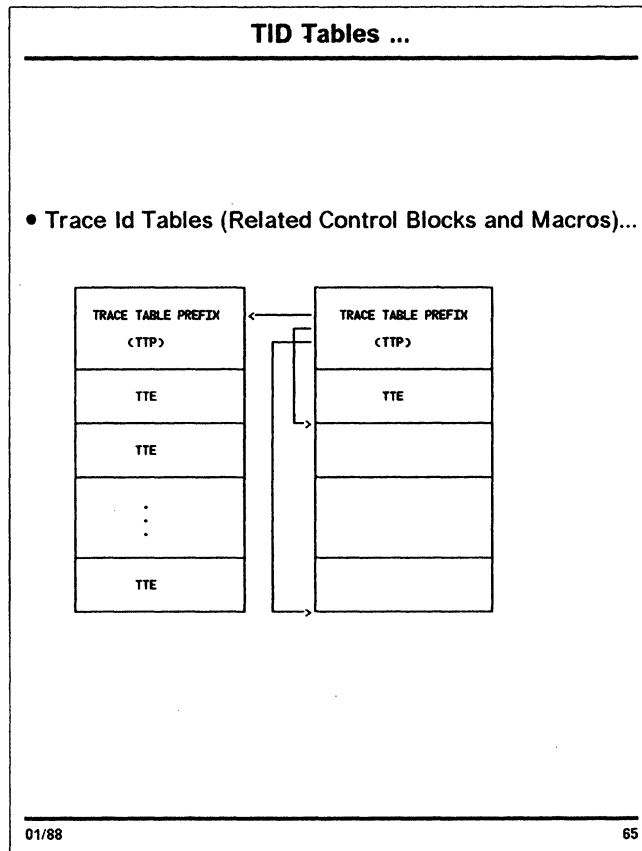 TID Tables ...
• Trace Id Tables (Related Control Blocks and Macros)...
TRACE TABLE PREFIX
(TTP)
TTE
TTE
.
.
.
TTE
TRACE TABLE PREFIX
(TTP)
TTE
01/88
65